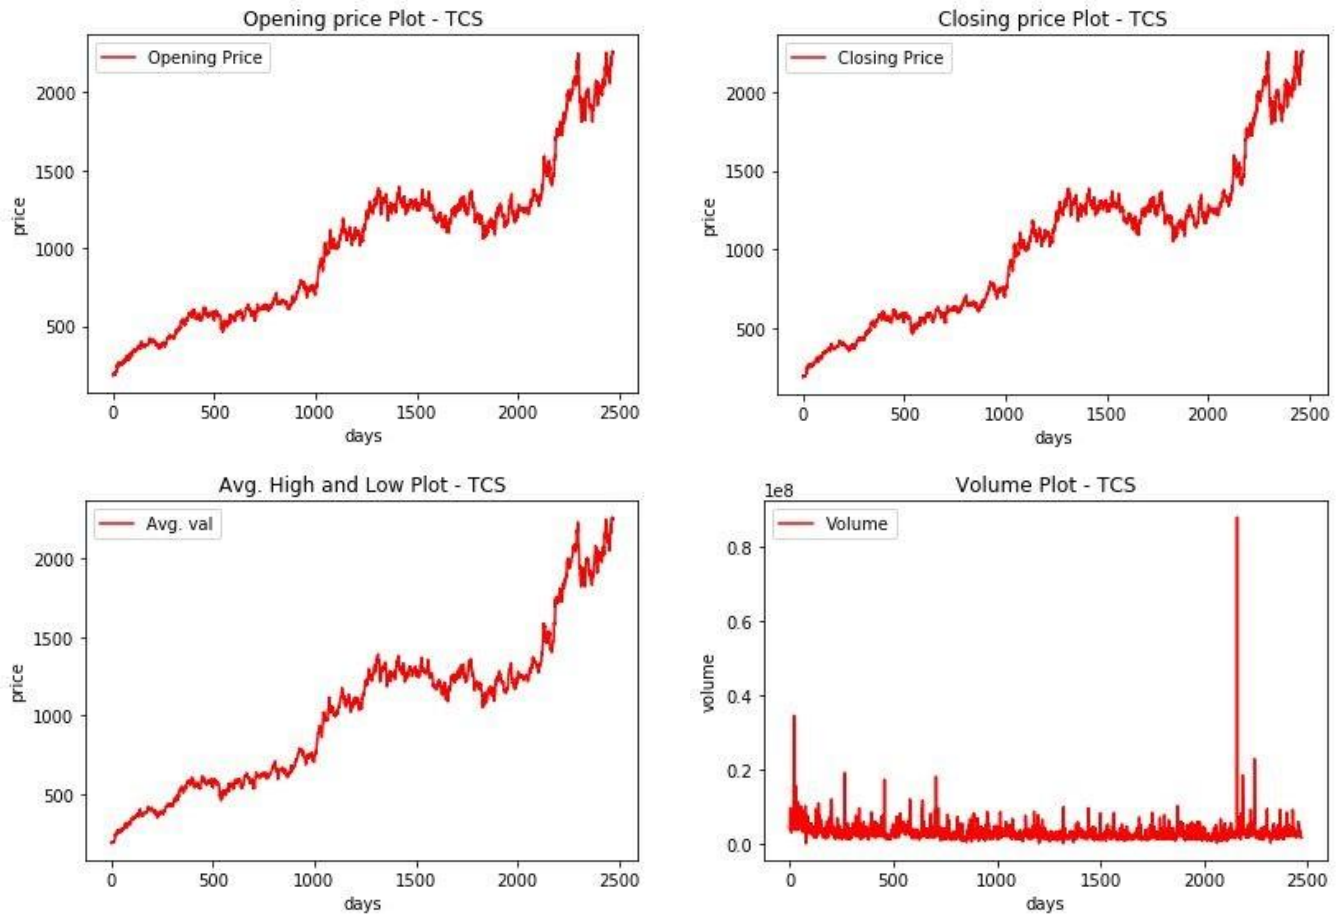 Opening price Plot - TCS
Opening Price
2000
1500
1000
500
price
0 500 1000 1500 2000 2500
days
Closing price Plot - TCS
Closing Price
2000
1500
1000
500
price
0 500 1000 1500 2000 2500
days
Avg. High and Low Plot - TCS
Avg. val
2000
1500
1000
500
price
0 500 1000 1500 2000 2500
days
Volume Plot - TCS
1e8
Volume
0.8
0.6
0.4
0.2
0.0
volume
0 500 1000 1500 2000 2500
days